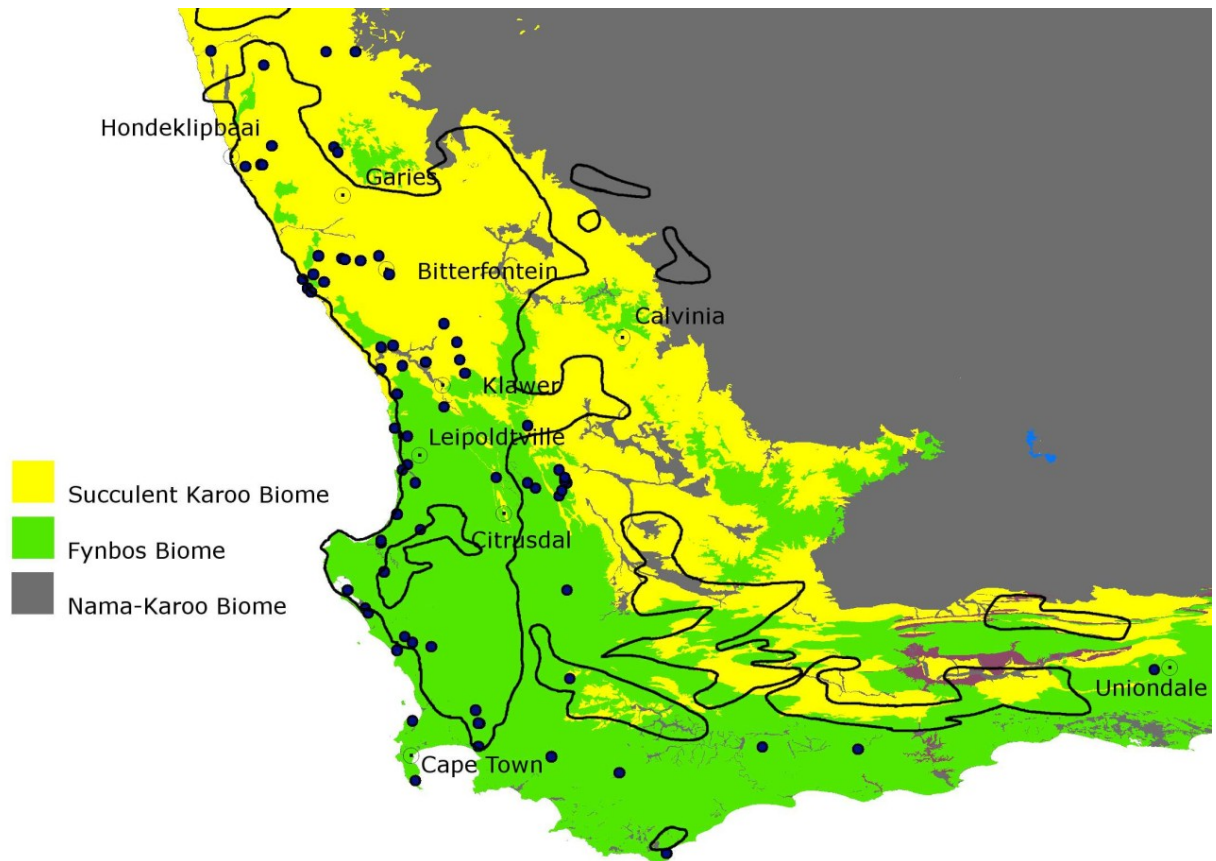 Hondeklipbaai
Garies
Bitterfontein
Calvinia
Klawer
Leipoldtville
Succulent Karoo Biome
Fynbos Biome
Citrusdal
Nama-Karoo Biome
Uniondale
Cape Town